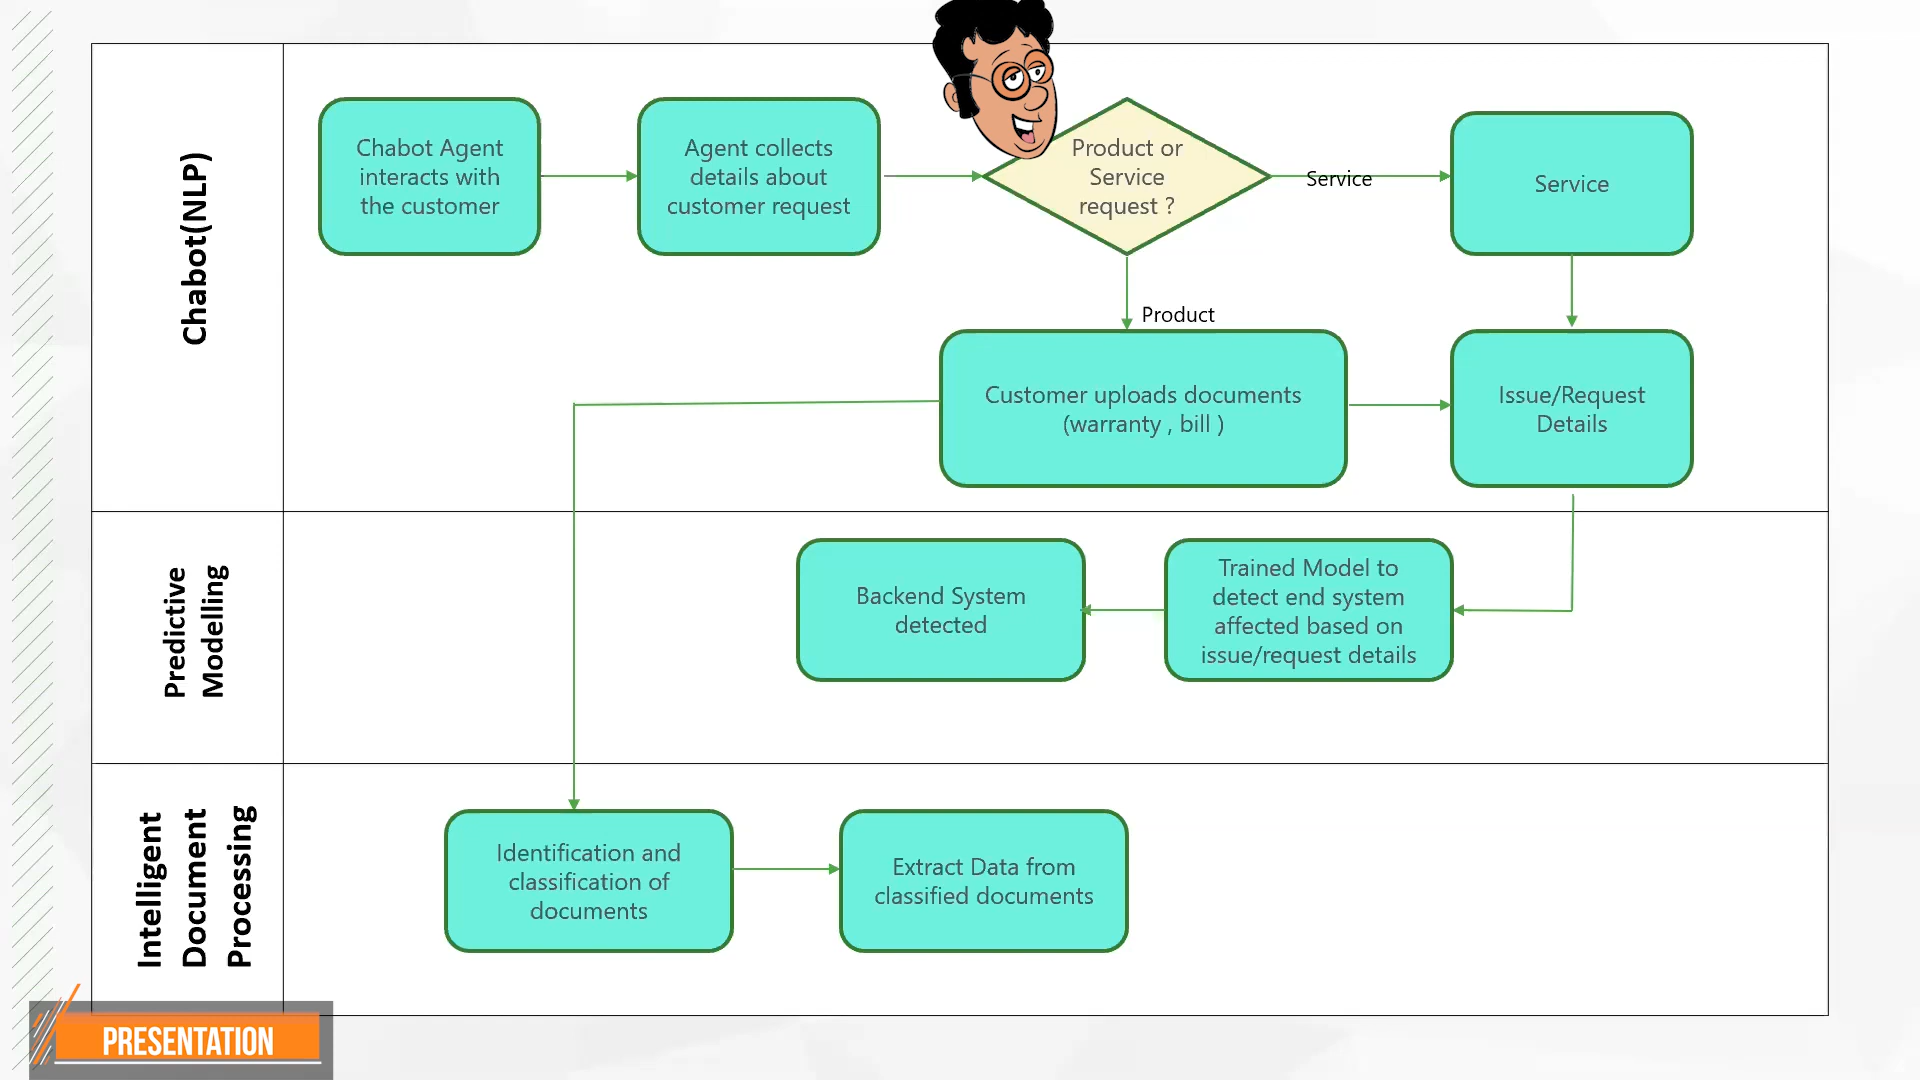 Chabot(NLP)
Chabot Agent
interacts with
the customer
Agent collects
details about
customer request
Product or
Service
request ?
Service
Service
Product
Customer uploads documents
(warranty , bill )
Issue/Request
Details
Predictive
Modelling
Backend System
detected
Trained Model to
detect end system
affected based on
issue/request details
Intelligent
Document
Processing
Identification and
classification of
documents
Extract Data from
classified documents
PRESENTATION